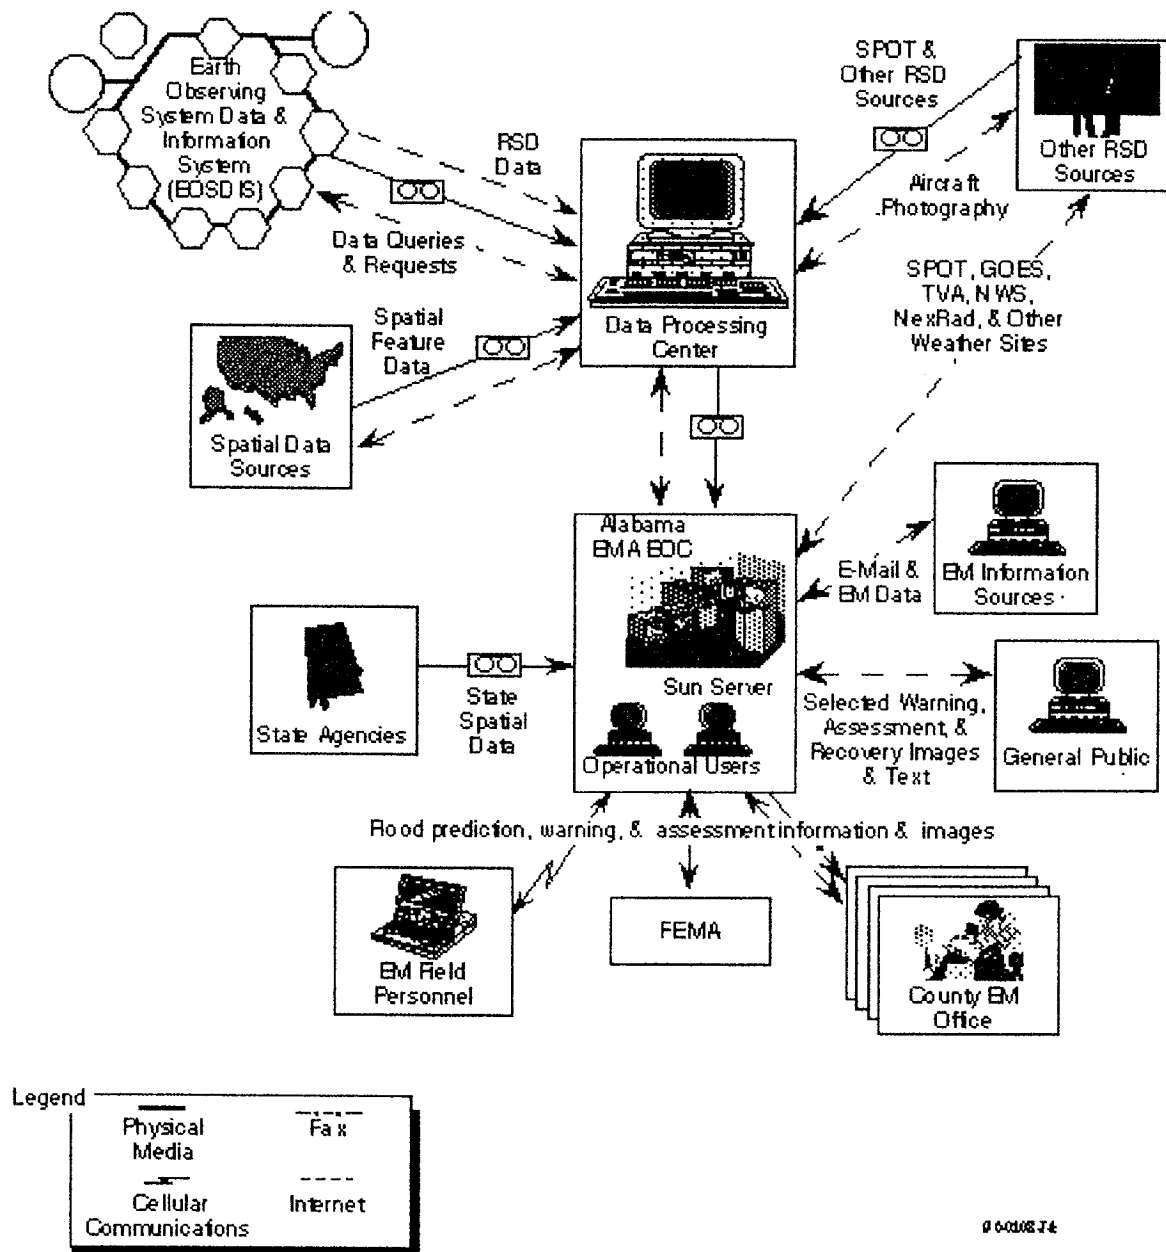 Earth
Observing
System Data &
Information
System
(EOSDIS)
RSD
Data
Data Queries
& Requests
SPOT &
Other RSD
Sources
Other RSD
Sources
Aircraft
Photography
Data Processing
Center
Spatial
Feature
Data
Spatial Data
Sources
SPOT, GOES,
TVA, NWS,
NexRad, & Other
Weather Sites
Alabama
EMA EOC
Sun Server
Operational Users
E-Mail &
EM Data
EM Information
Sources
State Agencies
State
Spatial
Data
Selected Warning,
Assessment, &
Recovery Images
& Text
General Public
Flood prediction, warning, & assessment information & images
EM Field
Personnel
FEMA
County EM
Office
Legend
Physical
Media
Fax
Cellular
Communications
Internet